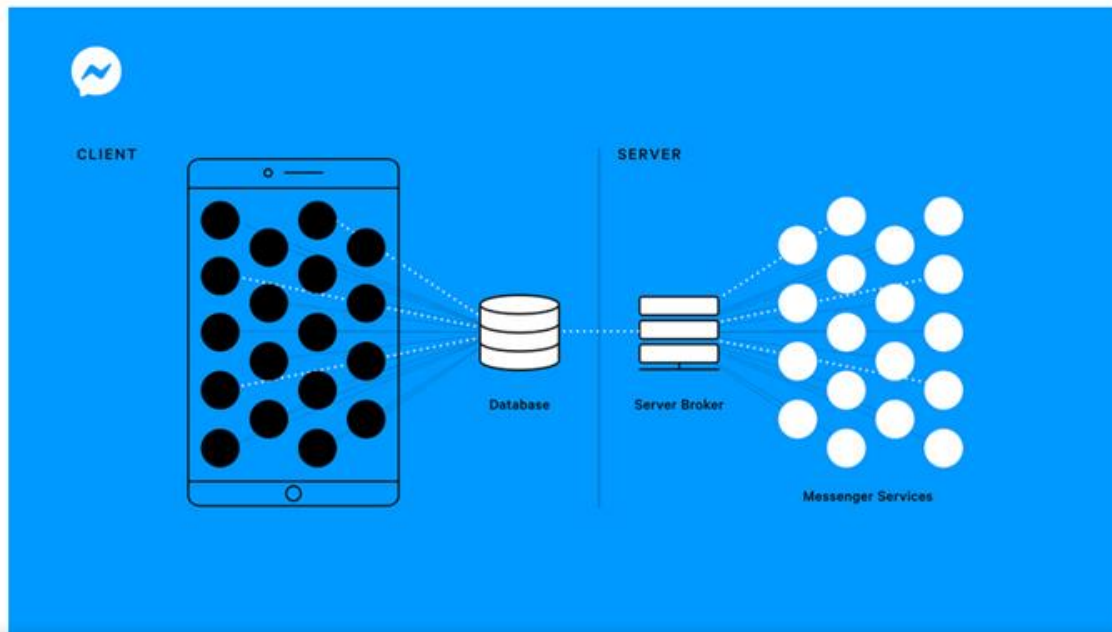 CLIENT
SERVER
Database
Server Broker
Messenger Services